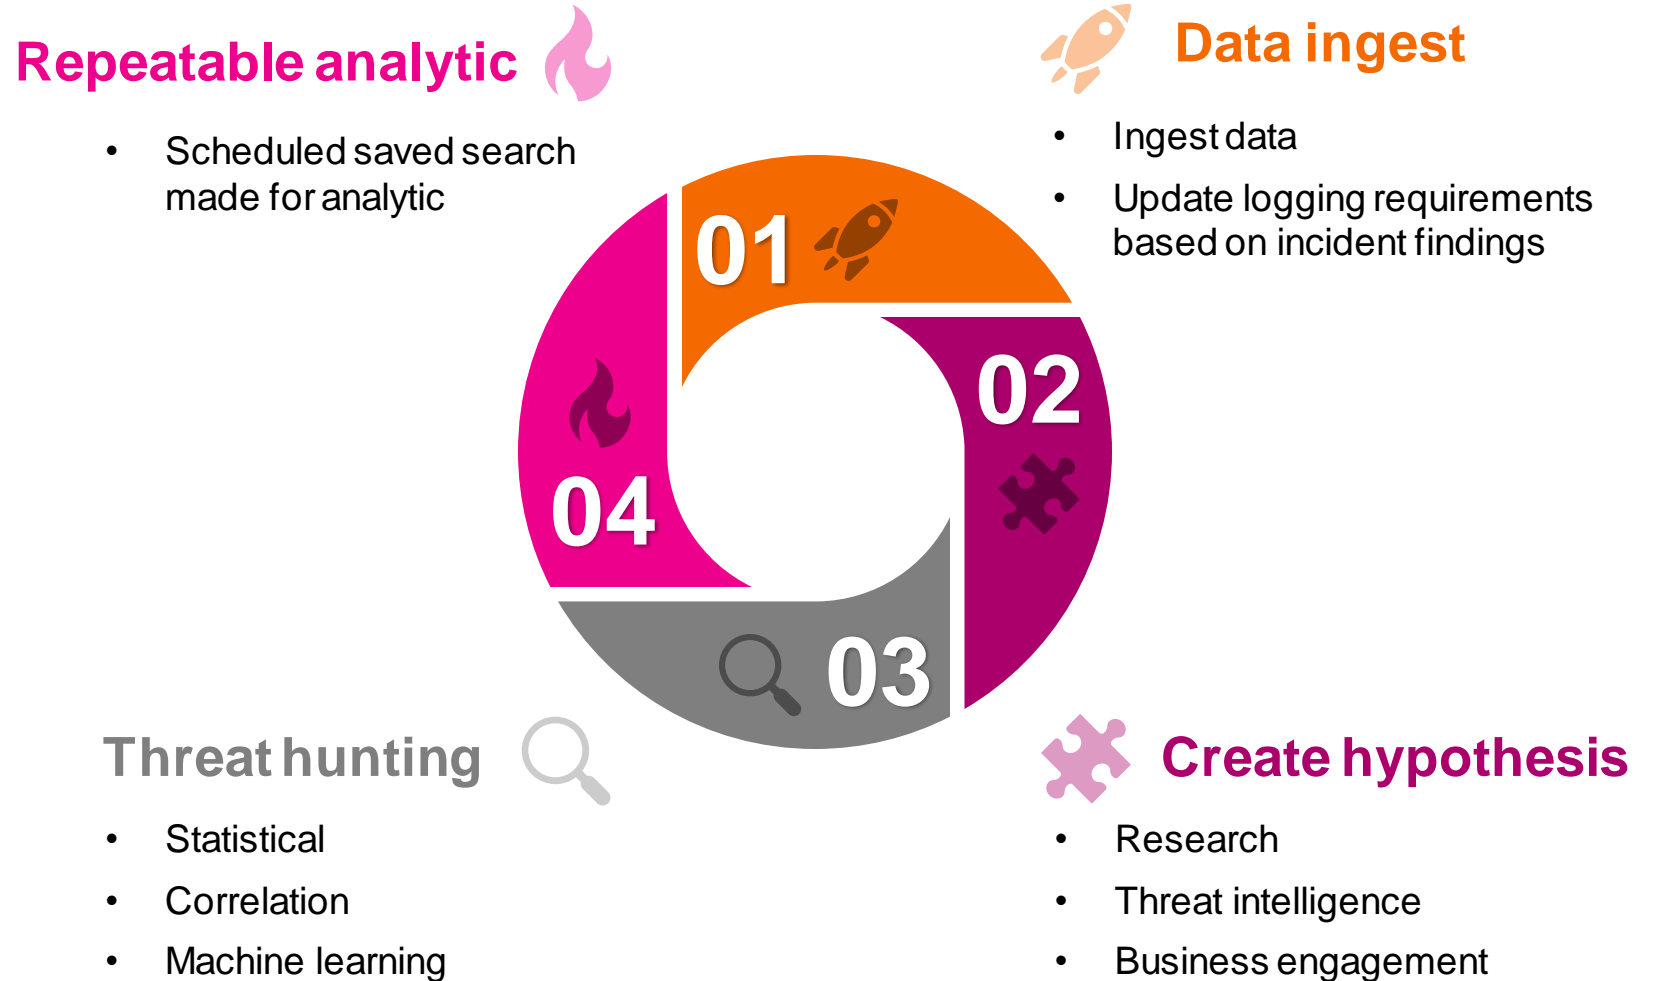 Repeatable analytic
• Scheduled saved search
made for analytic
Data ingest
• Ingest data
• Update logging requirements
based on incident findings
01
02
03
04
Threat hunting
• Statistical
• Correlation
• Machine learning
Create hypothesis
• Research
• Threat intelligence
• Business engagement